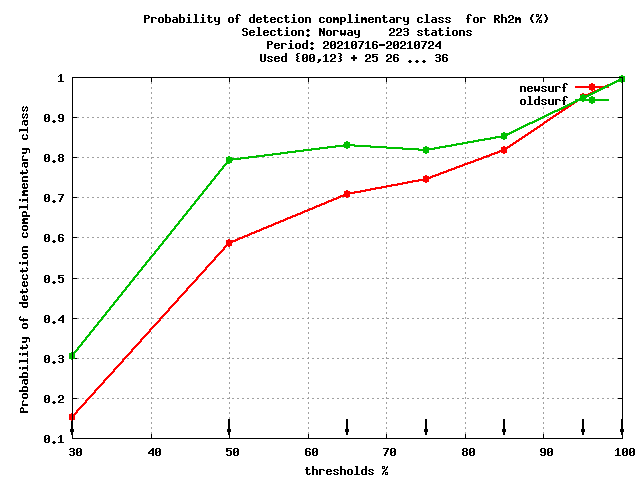 Probability of detection complimentary class  for Rh2m (%)
Selection: Norway    223 stations
Period: 20210716-20210724
Used {00,12} + 25 26 ... 36
newsurf
oldsurf
Probability of detection complimentary class
1
0.9
0.8
0.7
0.6
0.5
0.4
0.3
0.2
0.1
30 40 50 60 70 80 90 100
thresholds %